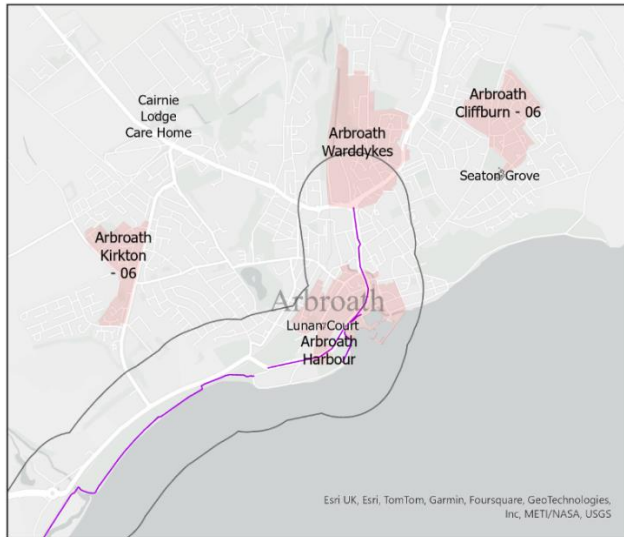 Cairnie
Lodge
Care Home
Arbroath
Warddykes
Arbroath
Cliffburn - 06
Seaton Grove
Arbroath
Kirkton
- 06
Arbroath
Lunan Court
Arbroath
Harbour
Esri UK, Esri, TomTom, Garmin, Foursquare, GeoTechnologies,
Inc, METI/NASA, USGS